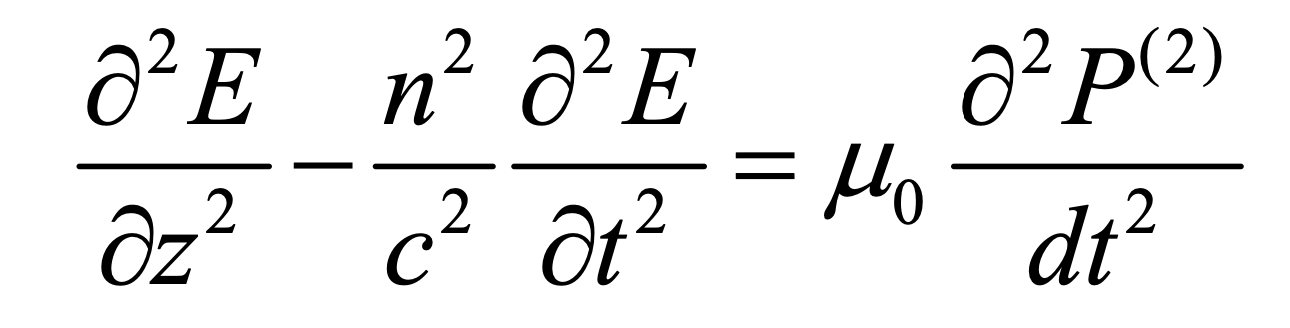 ∂²E/∂z² − n²/c² ∂²E/∂t² = μ₀ ∂²P⁽²⁾/dt²